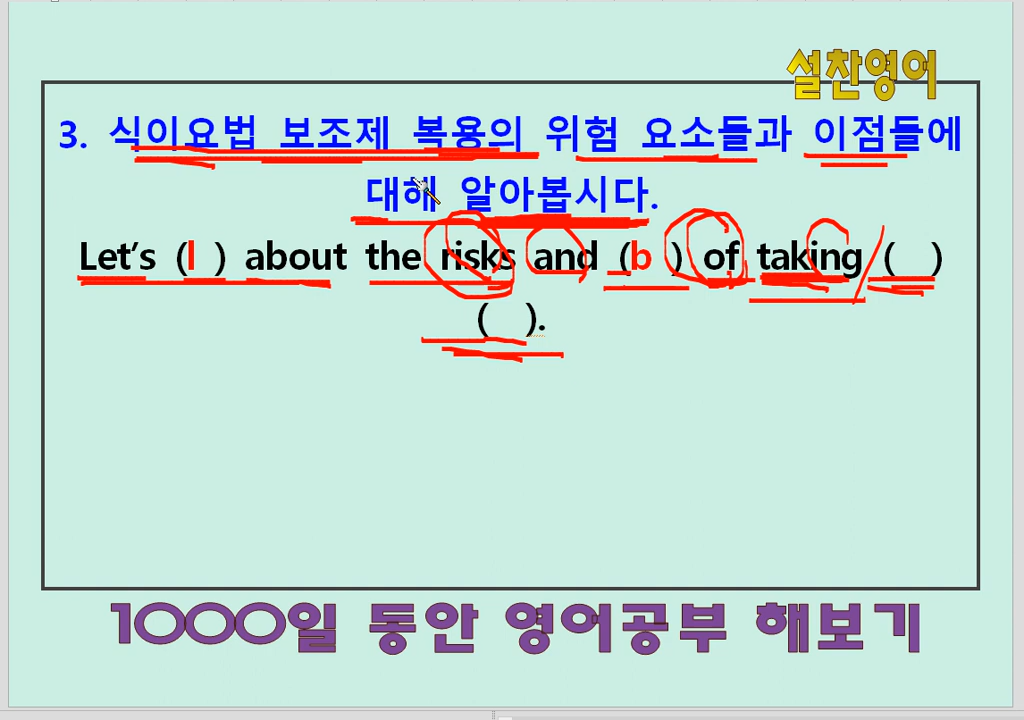 설찬영어
3. 식이요법 보조제 복용의 위험 요소들과 이점들에
대해 알아봅시다.
Let's (l ) about the risks and (b ) of taking ( )
( ).
1000일 동안 영어공부 해보기